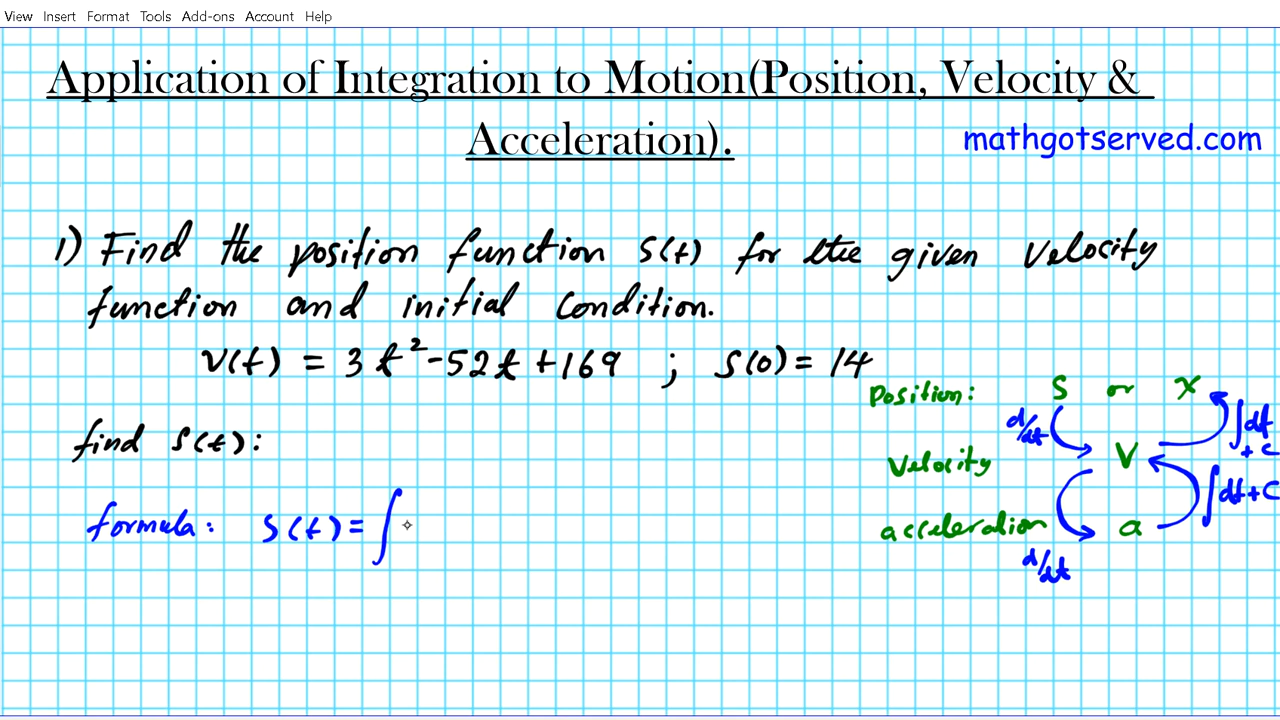 View Insert Format Tools Add-ons Account Help
Application of Integration to Motion(Position, Velocity &
Acceleration).
mathgotserved.com
1) Find the position function S(t) for the given velocity
function and initial condition.
v(t) = 3t²-52t+169 ; S(0) = 14
find S(t):
formula: S(t) = ∫
Position: S or x
d/dt
∫dt + C
Velocity V
∫dt + C
acceleration a
d/dt